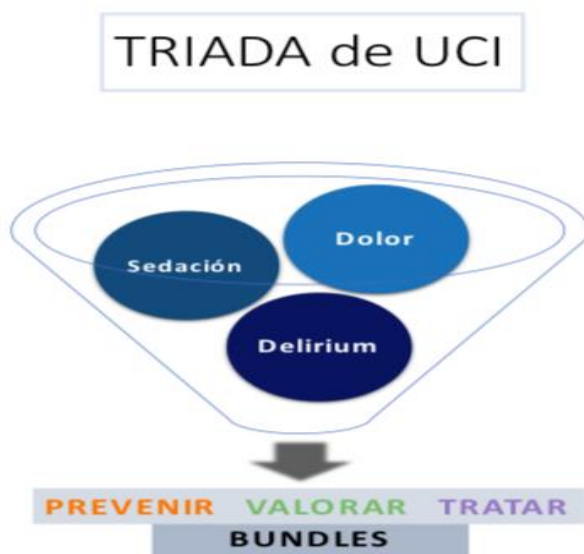 TRIADA de UCI
Dolor
Sedación
Delirium
PREVENIR VALORAR TRATAR
BUNDLES